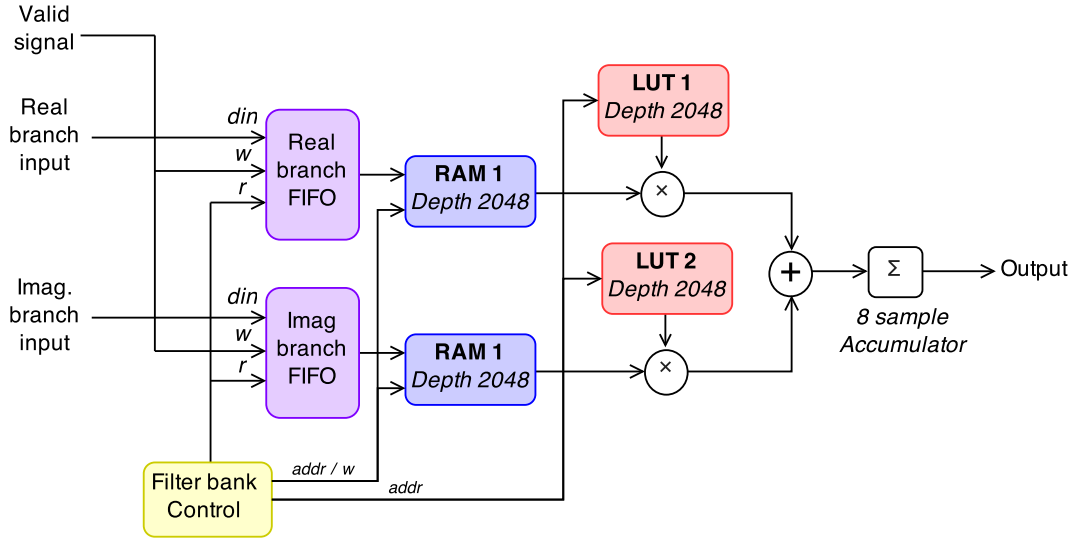 Valid
signal
Real
branch
input
din
w
r
Real
branch
FIFO
RAM 1
Depth 2048
LUT 1
Depth 2048
×
Imag.
branch
input
din
w
r
Imag
branch
FIFO
RAM 1
Depth 2048
LUT 2
Depth 2048
×
+
Σ
8 sample
Accumulator
Output
Filter bank
Control
addr / w
addr